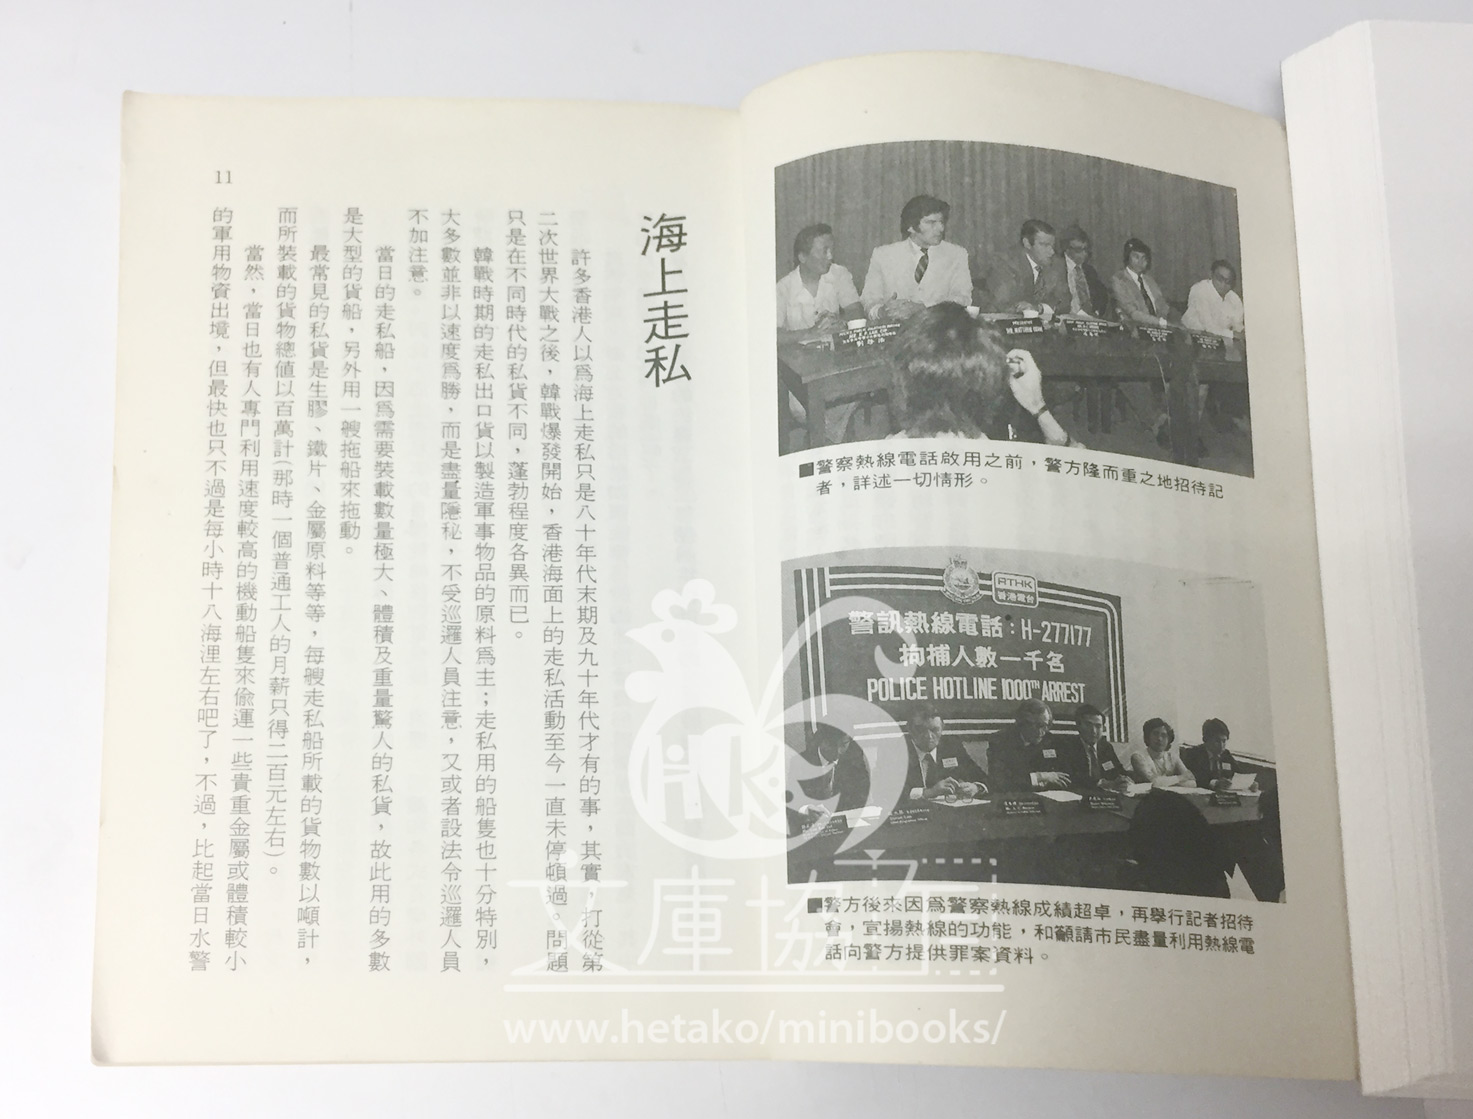 警察熱線電話啟用之前，警方隆而重之地招待記
者，詳述一切情形。
RTHK
香港電台
警訊熱線電話：H-277177
拘捕人數一千名
POLICE HOTLINE 1000TH ARREST
警方後來因爲警察熱線成績超卓，再舉行記者招待
會，宣揚熱線的功能，和籲請市民盡量利用熱線電
話向警方提供罪案資料。
海上走私
許多香港人以爲海上走私只是八十年代末期及九十年代才有的事，其實，打從第
二次世界大戰之後，韓戰爆發開始，香港海面上的走私活動至今一直未停頓過。問題
只是在不同時代的私貨不同，蓬勃程度各異而已。
韓戰時期的走私出口貨以製造軍事物品的原料爲主；走私用的船隻也十分特別，
大多數並非以速度爲勝，而是盡量隱秘，不受巡邏人員注意，又或者設法令巡邏人員
不加注意。
當日的走私船，因爲需要裝載數量極大、體積及重量驚人的私貨，故此用的多數
是大型的貨船，另外用一艘拖船來拖動。
最常見的私貨是生膠、鐵片、金屬原料等等，每艘走私船所載的貨物數以噸計，
而所裝載的貨物總值以百萬計（那時一個普通工人的月薪只得二百元左右）。
當然，當日也有人專門利用速度較高的機動船隻來偷運一些貴重金屬或體積較小
的軍用物資出境，但最快也只不過是每小時十八海浬左右吧了，不過，比起當日水警
11
HK
文庫協
www.hetako/minibooks/